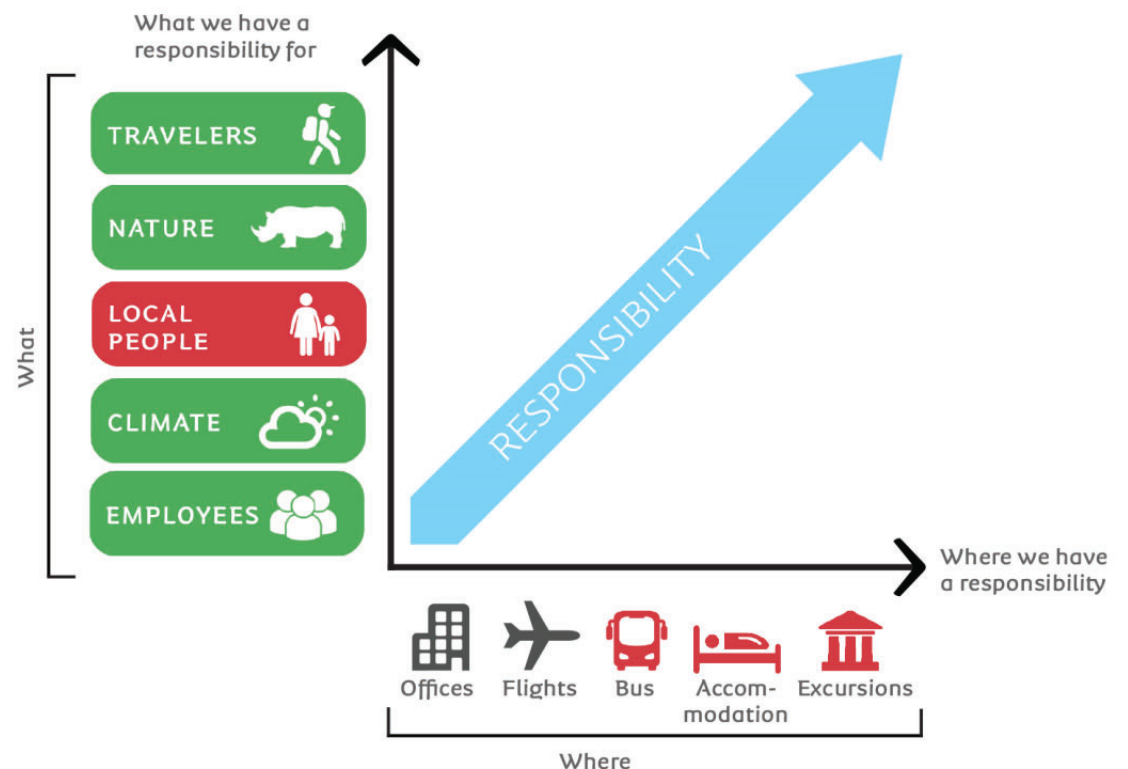 What we have a
responsibility for
What
TRAVELERS
NATURE
LOCAL
PEOPLE
CLIMATE
EMPLOYEES
RESPONSIBILITY
Where we have
a responsibility
Offices
Flights
Bus
Accom-
modation
Excursions
Where